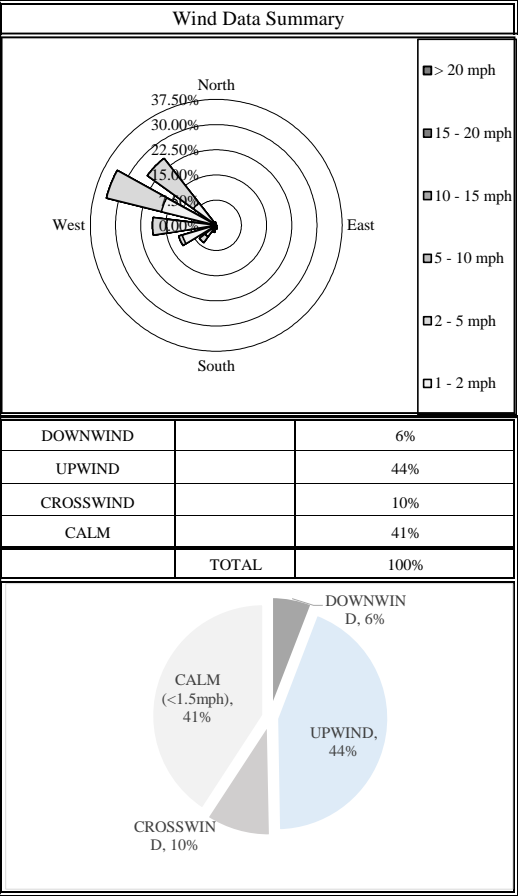 Wind Data Summary
North
37.50%
30.00%
22.50%
15.00%
7.50%
0.00%
West
East
South
> 20 mph
15 - 20 mph
10 - 15 mph
5 - 10 mph
2 - 5 mph
1 - 2 mph
DOWNWIND 6%
UPWIND 44%
CROSSWIND 10%
CALM 41%
TOTAL 100%
DOWNWIN
D, 6%
CALM
(<1.5mph),
41%
UPWIND,
44%
CROSSWIN
D, 10%